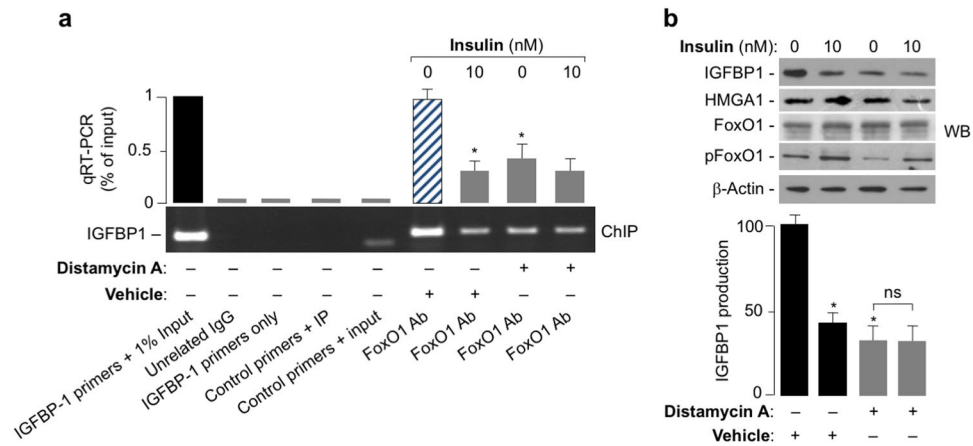 a
Insulin (nM)
0 10 0 10
1
0.5
0
qRT-PCR
(% of input)
* *
IGFBP1 –
ChIP
Distamycin A: – – – – – – – + +
Vehicle: – – – – – + + – –
IGFBP-1 primers + 1% Input
Unrelated IgG
IGFBP-1 primers only
Control primers + IP
Control primers + input
FoxO1 Ab
FoxO1 Ab
FoxO1 Ab
FoxO1 Ab
b
Insulin (nM): 0 10 0 10
IGFBP1 -
HMGA1 -
FoxO1 -
pFoxO1 -
β-Actin -
WB
100
50
0
IGFBP1 production
*
*
ns
Distamycin A: – – + +
Vehicle: + + – –